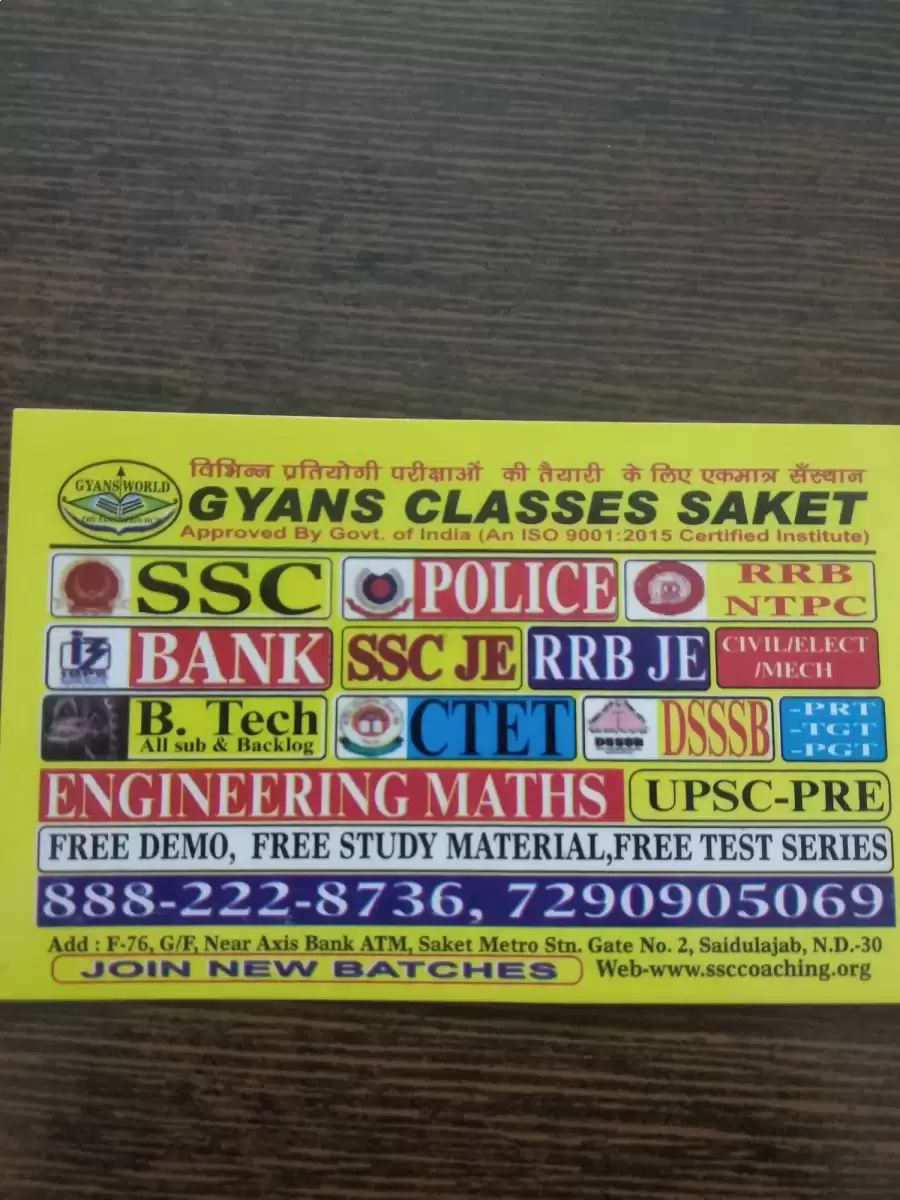 विभिन्न प्रतियोगी परीक्षाओं की तैयारी के लिए एकमात्र सँस्थान
GYANS WORLD
GYANS CLASSES SAKET
Approved By Govt. of India (An ISO 9001:2015 Certified Institute)
SSC POLICE RRB NTPC
BANK SSC JE RRB JE CIVIL/ELECT
/MECH
B. Tech
All sub & Backlog
CTET DSSSB
-PRT
-TGT
-PGT
ENGINEERING MATHS UPSC-PRE
FREE DEMO, FREE STUDY MATERIAL,FREE TEST SERIES
888-222-8736, 7290905069
Add : F-76, G/F, Near Axis Bank ATM, Saket Metro Stn. Gate No. 2, Saidulajab, N.D.-30
JOIN NEW BATCHES Web-www.ssccoaching.org